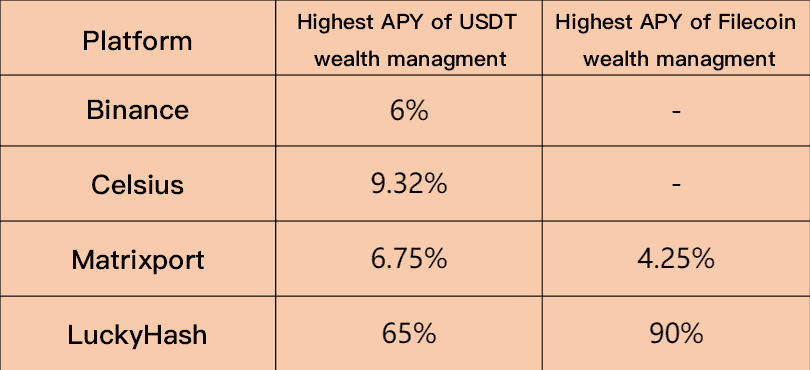 Platform
Highest APY of USDT
wealth managment
Highest APY of Filecoin
wealth managment
Binance
6%
-
Celsius
9.32%
-
Matrixport
6.75%
4.25%
LuckyHash
65%
90%